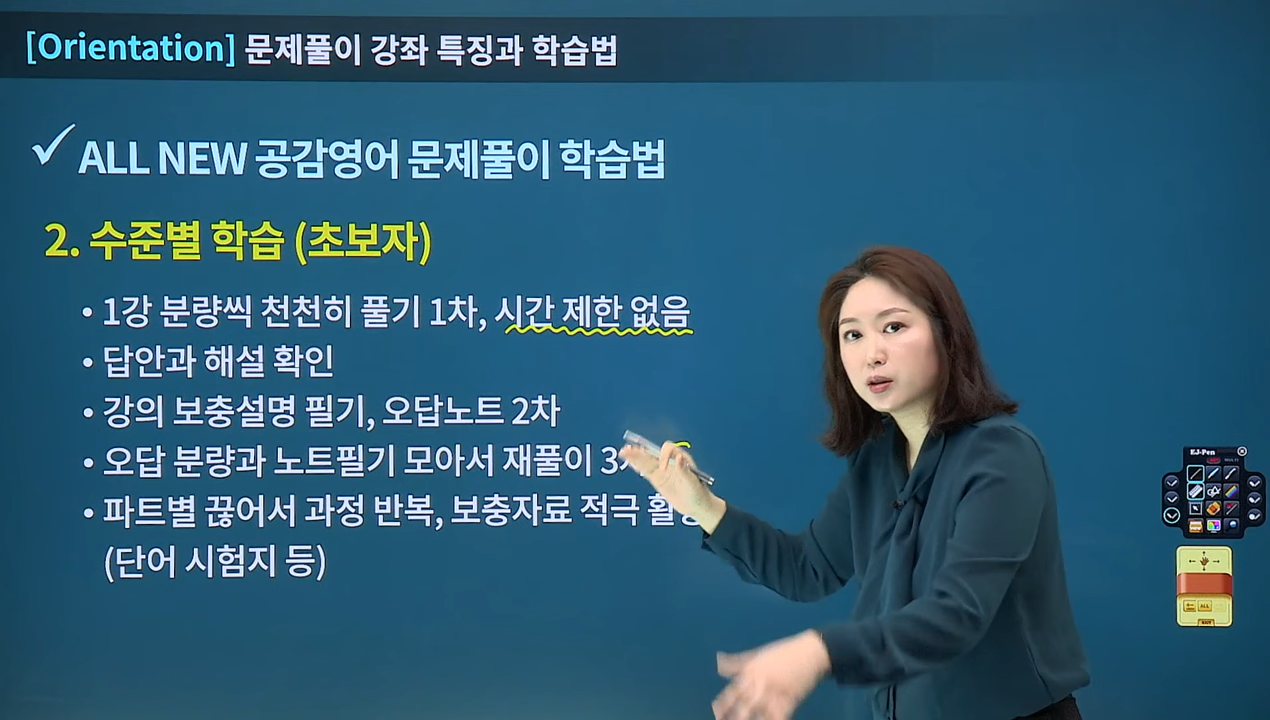 [Orientation] 문제풀이 강좌 특징과 학습법
ALL NEW 공감영어 문제풀이 학습법
2. 수준별 학습 (초보자)
• 1강 분량씩 천천히 풀기 1차, 시간 제한 없음
• 답안과 해설 확인
• 강의 보충설명 필기, 오답노트 2차
• 오답 분량과 노트필기 모아서 재풀이 3
• 파트별 끊어서 과정 반복, 보충자료 적극
(단어 시험지 등)
EJ-Pen
ALL
EXIT